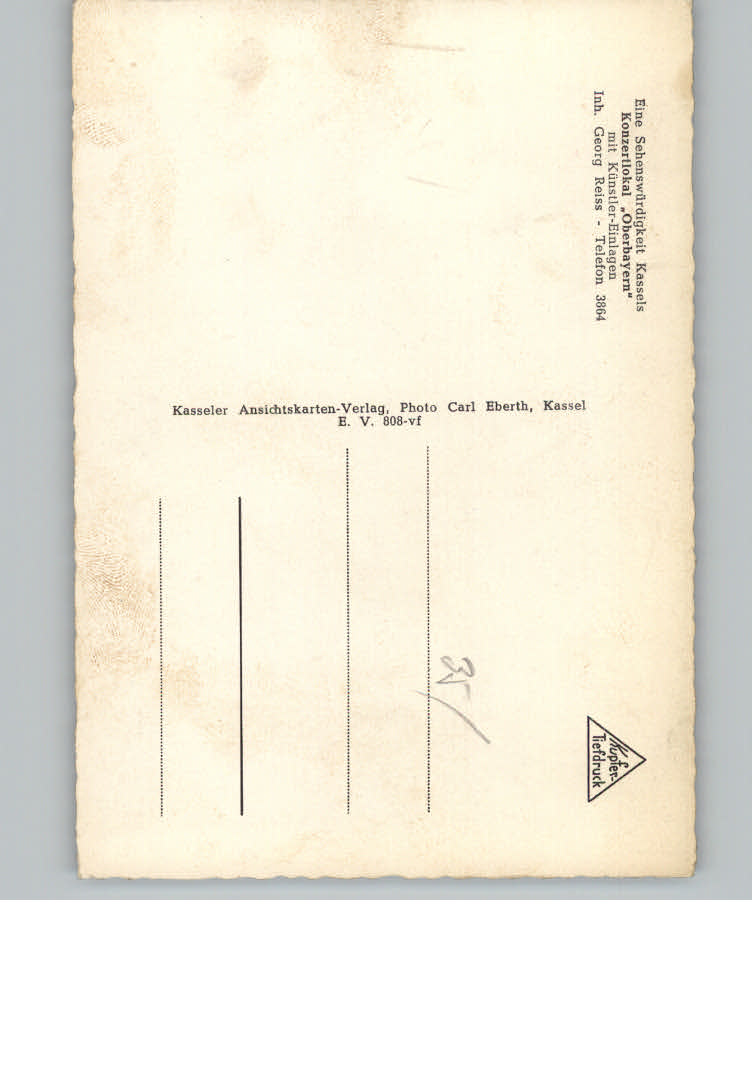 Eine Sehenswürdigkeit Kassels
Konzertlokal „Oberbayern"
mit Künstler-Einlagen
Inh. Georg Reiss - Telefon 3864
Kasseler Ansichtskarten-Verlag, Photo Carl Eberth, Kassel
E. V. 808-vf
Kupfer-
Tiefdruck